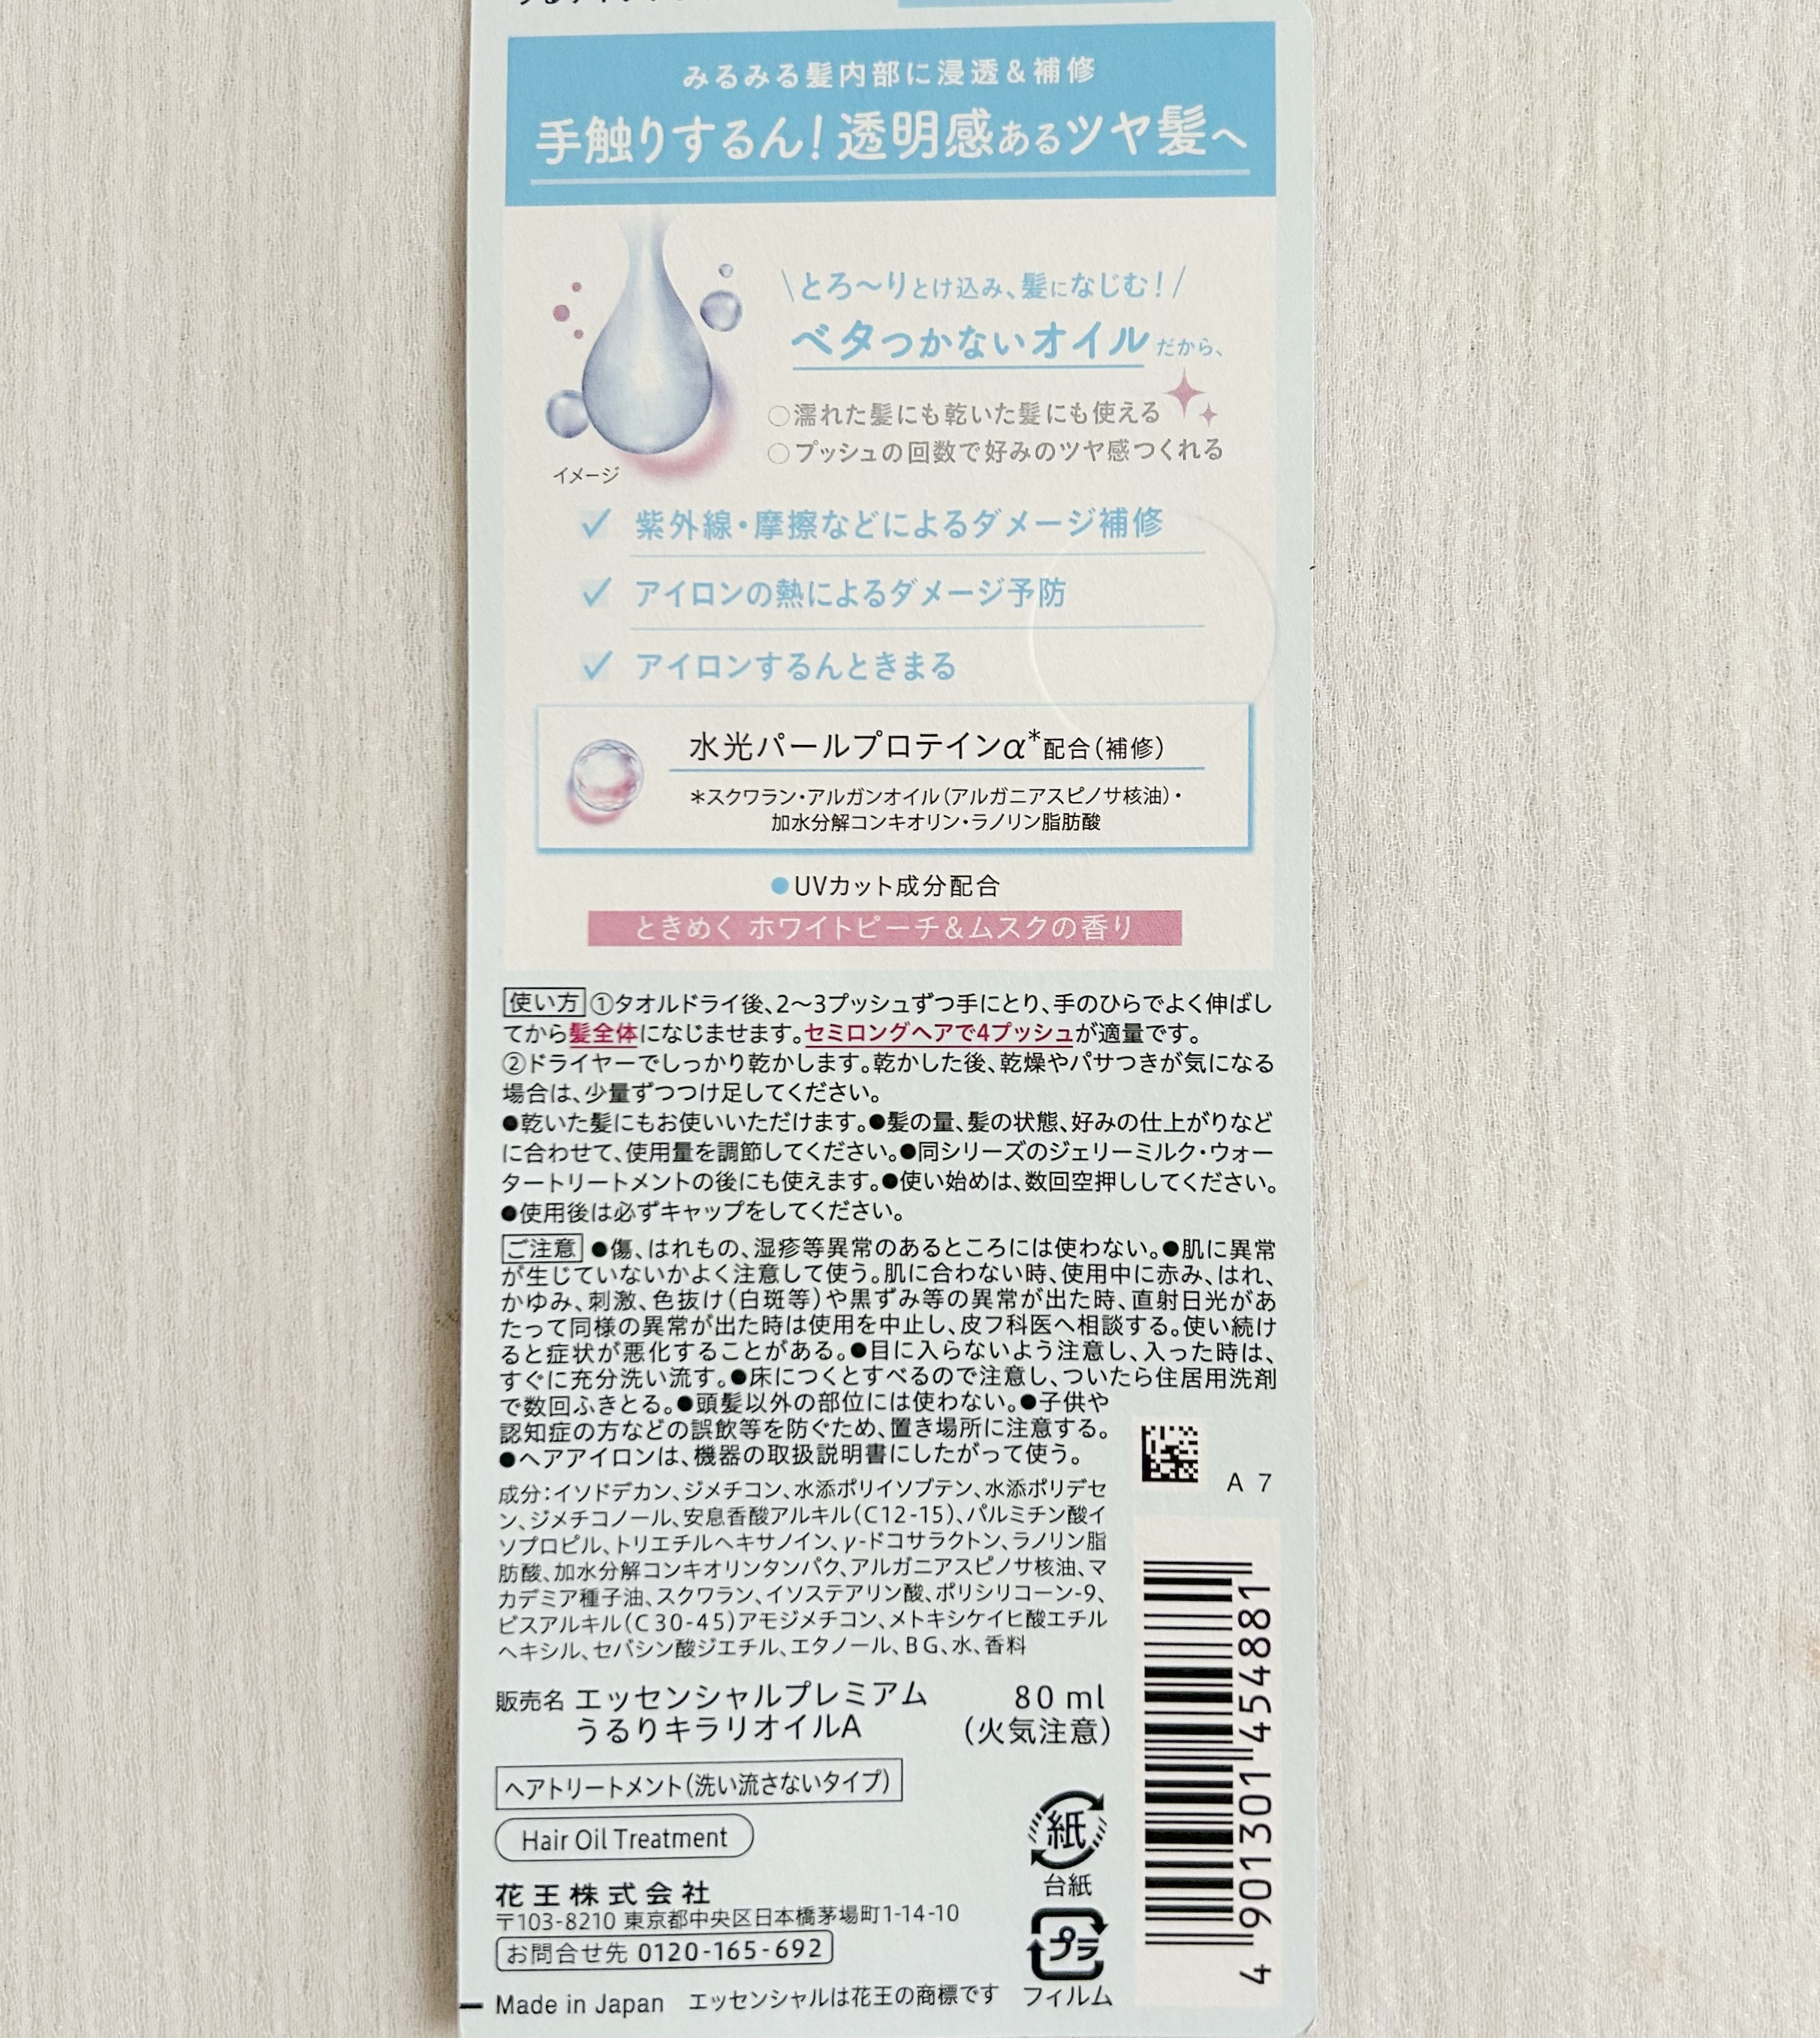 みるみる髪内部に浸透&補修
手触りするん!透明感あるツヤ髪へ
\とろ〜りとけ込み、髪になじむ!/
ベタつかないオイルだから、
○濡れた髪にも乾いた髪にも使える
○プッシュの回数で好みのツヤ感つくれる
イメージ
✓ 紫外線・摩擦などによるダメージ補修
✓ アイロンの熱によるダメージ予防
✓ アイロンするんときまる
水光パールプロテインα*配合(補修)
*スクワラン・アルガンオイル(アルガニアスピノサ核油)・
加水分解コンキオリン・ラノリン脂肪酸
●UVカット成分配合
ときめく ホワイトピーチ&ムスクの香り
使い方 ①タオルドライ後、2〜3プッシュずつ手にとり、手のひらでよく伸ばし
てから髪全体になじませます。セミロングヘアで4プッシュが適量です。
②ドライヤーでしっかり乾かします。乾かした後、乾燥やパサつきが気になる
場合は、少量ずつつけ足してください。
●乾いた髪にもお使いいただけます。●髪の量、髪の状態、好みの仕上がりなど
に合わせて、使用量を調節してください。●同シリーズのジェリーミルク・ウォー
タートリートメントの後にも使えます。●使い始めは、数回空押ししてください。
●使用後は必ずキャップをしてください。
ご注意 ●傷、はれもの、湿疹等異常のあるところには使わない。●肌に異常
が生じていないかよく注意して使う。肌に合わない時、使用中に赤み、はれ、
かゆみ、刺激、色抜け(白斑等)や黒ずみ等の異常が出た時、直射日光があ
たって同様の異常が出た時は使用を中止し、皮フ科医へ相談する。使い続け
ると症状が悪化することがある。●目に入らないよう注意し、入った時は、
すぐに充分洗い流す。●床につくとすべるので注意し、ついたら住居用洗剤
で数回ふきとる。●頭髪以外の部位には使わない。●子供や
認知症の方などの誤飲等を防ぐため、置き場所に注意する。
●ヘアアイロンは、機器の取扱説明書にしたがって使う。
A 7
成分:イソドデカン、ジメチコン、水添ポリイソブテン、水添ポリデセ
ン、ジメチコノール、安息香酸アルキル(C12-15)、パルミチン酸イ
ソプロピル、トリエチルヘキサノイン、γ-ドコサラクトン、ラノリン脂
肪酸、加水分解コンキオリンタンパク、アルガニアスピノサ核油、マ
カデミア種子油、スクワラン、イソステアリン酸、ポリシリコーン-9、
ビスアルキル(C30-45)アモジメチコン、メトキシケイヒ酸エチル
ヘキシル、セバシン酸ジエチル、エタノール、BG、水、香料
販売名 エッセンシャルプレミアム
うるりキラリオイルA
80 ml
(火気注意)
ヘアトリートメント(洗い流さないタイプ)
Hair Oil Treatment
花王株式会社
〒103-8210 東京都中央区日本橋茅場町1-14-10
お問合せ先 0120-165-692
Made in Japan エッセンシャルは花王の商標です
紙
台紙
プラ
フィルム
4 901301 454881